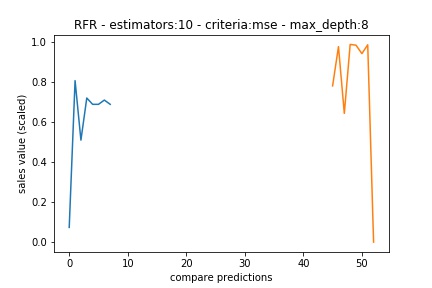 RFR - estimators:10 - criteria:mse - max_depth:8
1.0
0.8
0.6
0.4
0.2
0.0
sales value (scaled)
0 10 20 30 40 50
compare predictions